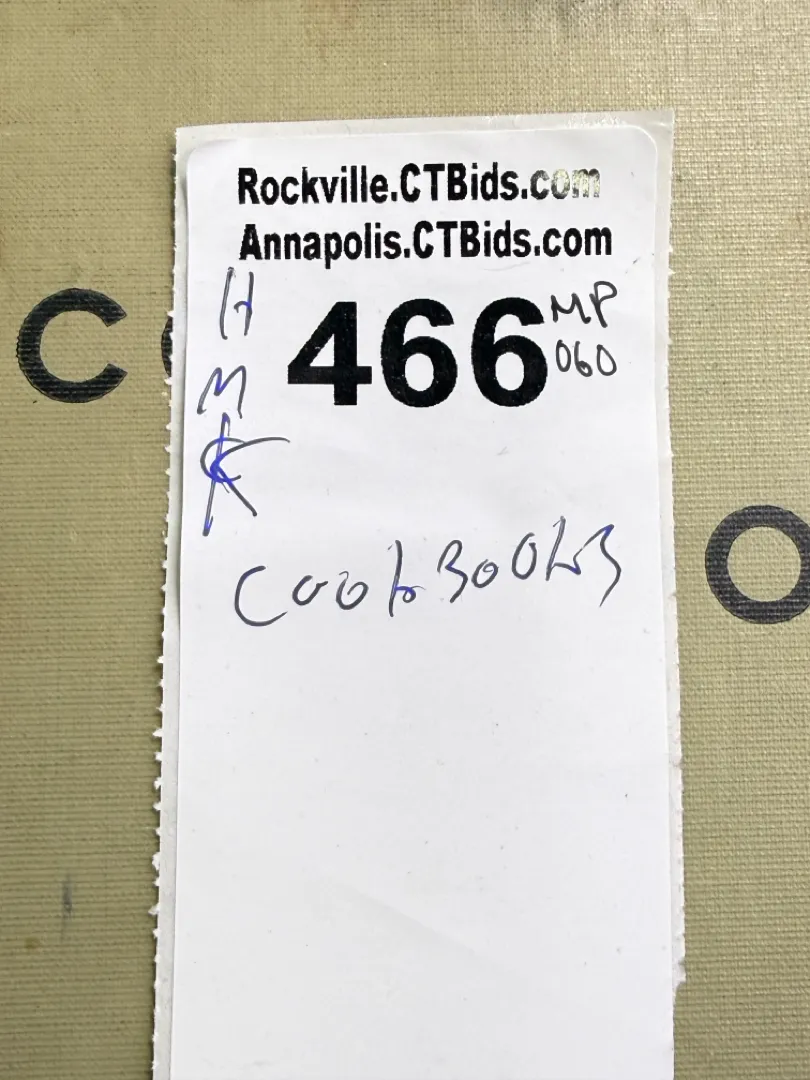 Rockville.CTBids.com
Annapolis.CTBids.com
H
466
MP
060
M
K
COOKBOOKS
C
O